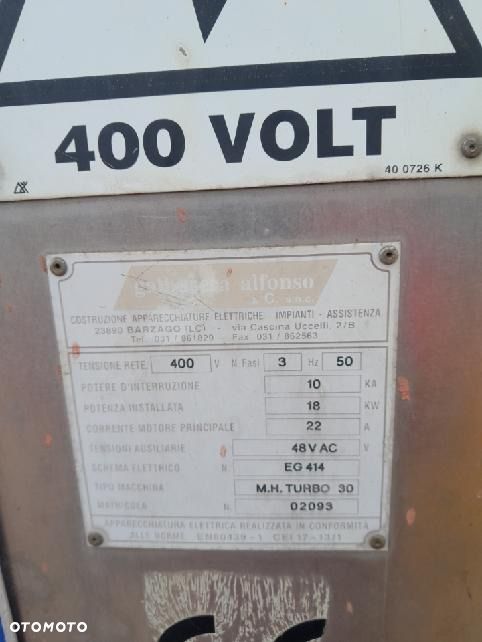 400 VOLT
40 0726 K
alfonso
& C. s.n.c.
COSTRUZIONE APPARECCHIATURE ELETTRICHE - IMPIANTI - ASSISTENZA
23890 BARZAGO (LC) - via Cascina Uccelli, 2/B
Tel. 031 / 861829 Fax 031 / 862563
TENSIONE RETE. 400 V N. Fasi 3 Hz 50
POTERE D'INTERRUZIONE 10 KA
POTENZA INSTALLATA 18 KW
CORRENTE MOTORE PRINCIPALE 22 A
TENSIONI AUSILIARIE 48V AC V
SCHEMA ELETTRICO N. EG 414
TIPO MACCHINA M.H. TURBO 30
MATRICOLA N. 02093
APPARECCHIATURA ELETTRICA REALIZZATA IN CONFORMITÀ
ALLE NORME EN60439-1 CEI 17-13/1
OTOMOTO
OTOMOTO